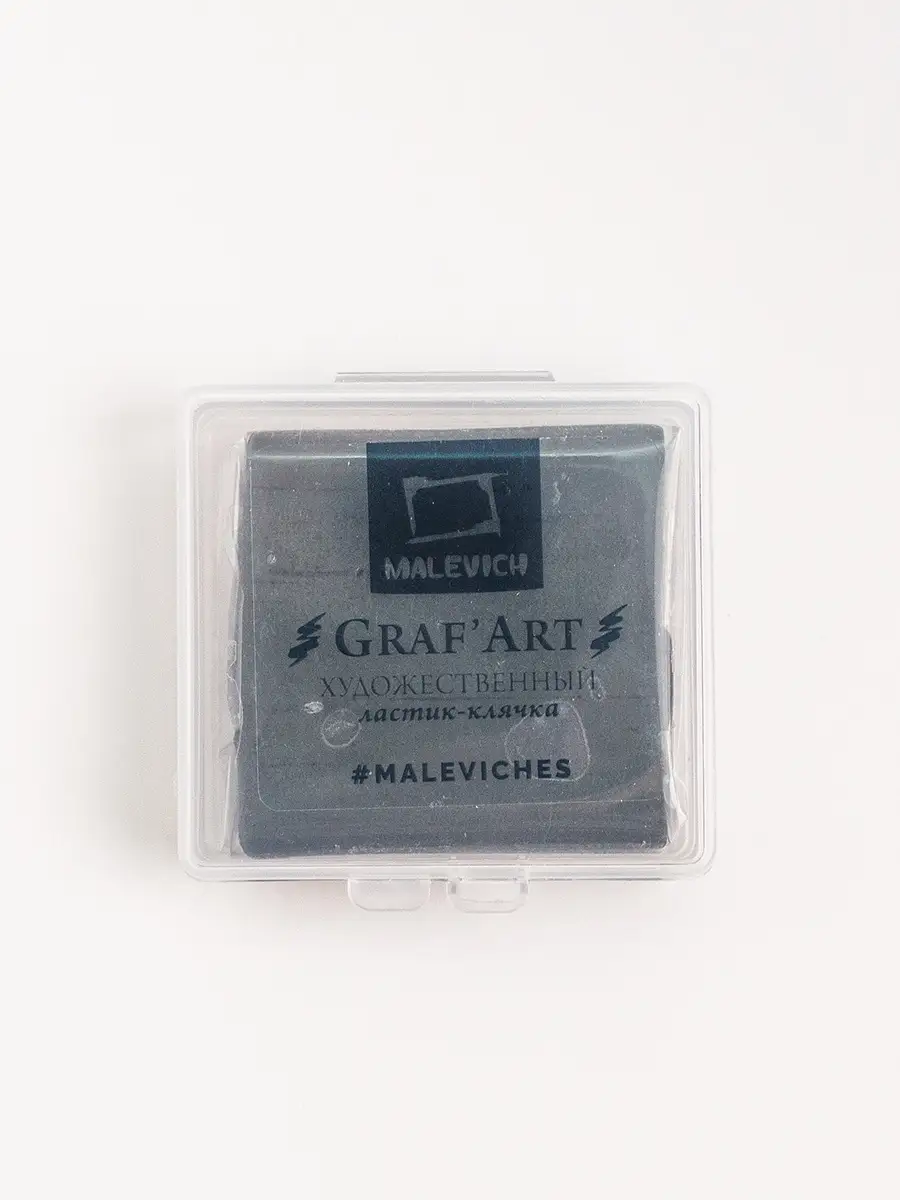 MALEVICH
GRAF'ART
ХУДОЖЕСТВЕННЫЙ
ластик-клячка
#MALEVICHES